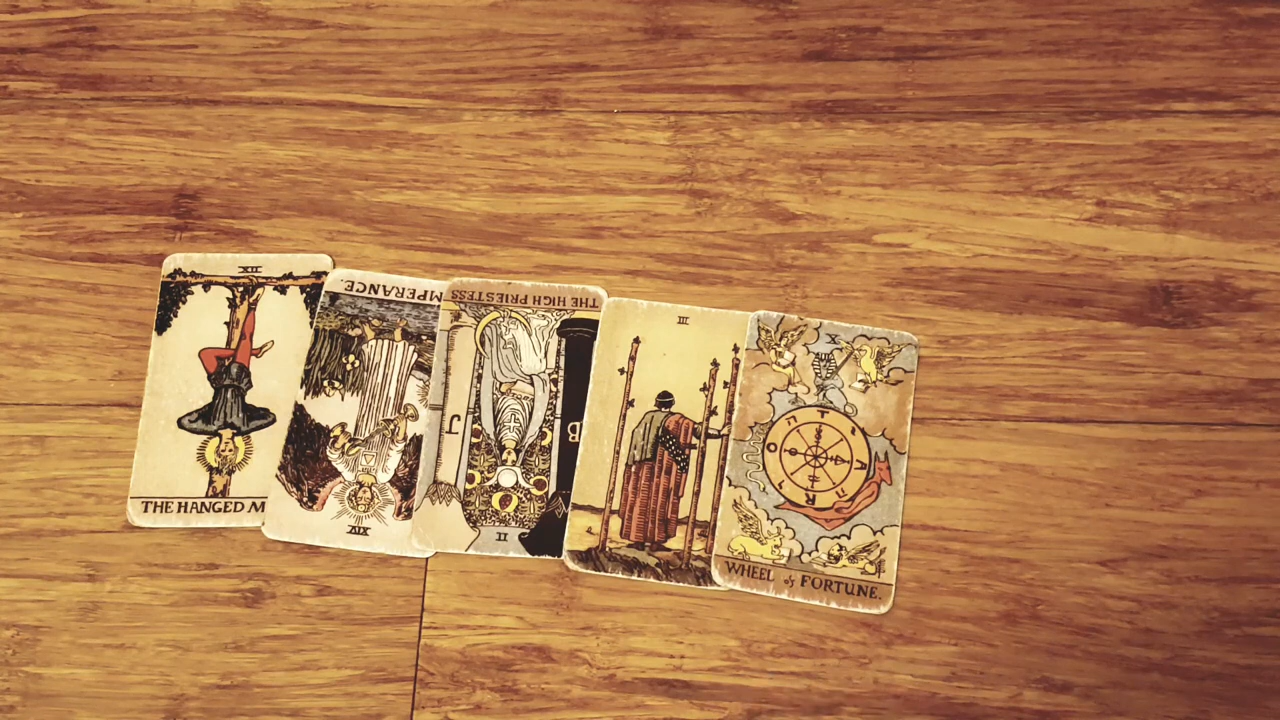 XII
THE HANGED M
MPERANCE.
XIV
THE HIGH PRIESTESS
J
B
II
III
X
T
A
R
O
WHEEL of FORTUNE.